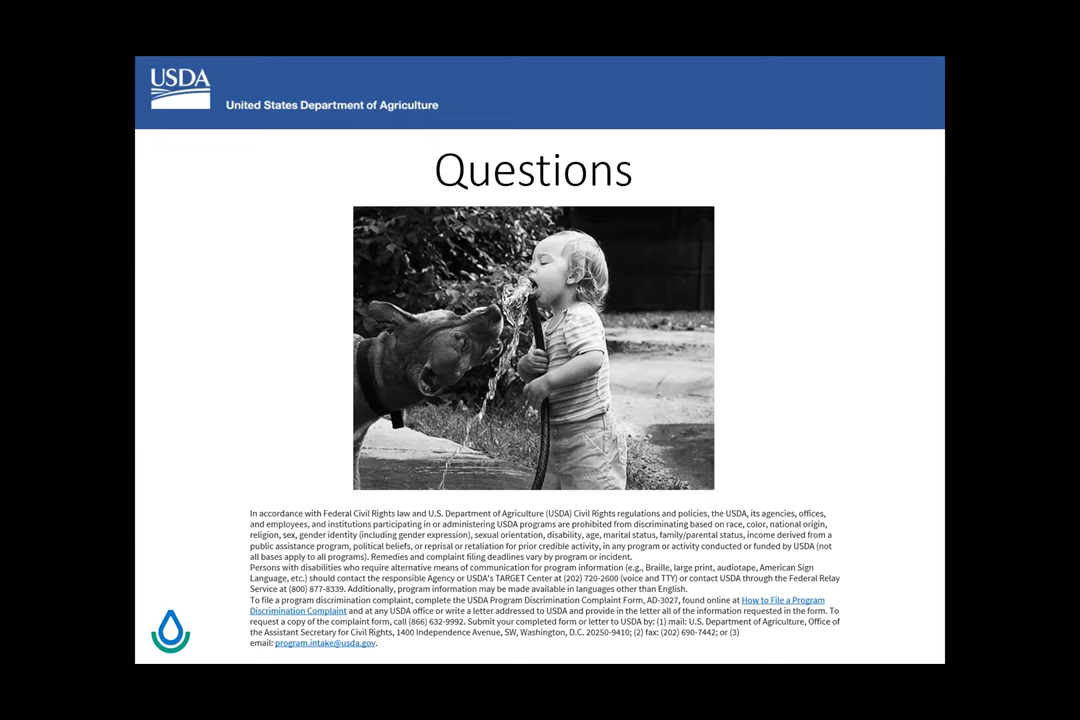 USDA
United States Department of Agriculture
Questions
In accordance with Federal Civil Rights law and U.S. Department of Agriculture (USDA) Civil Rights regulations and policies, the USDA, its agencies, offices,
and employees, and institutions participating in or administering USDA programs are prohibited from discriminating based on race, color, national origin,
religion, sex, gender identity (including gender expression), sexual orientation, disability, age, marital status, family/parental status, income derived from a
public assistance program, political beliefs, or reprisal or retaliation for prior credible activity, in any program or activity conducted or funded by USDA (not
all bases apply to all programs). Remedies and complaint filing deadlines vary by program or incident.
Persons with disabilities who require alternative means of communication for program information (e.g., Braille, large print, audiotape, American Sign
Language, etc.) should contact the responsible Agency or USDA's TARGET Center at (202) 720-2600 (voice and TTY) or contact USDA through the Federal Relay
Service at (800) 877-8339. Additionally, program information may be made available in languages other than English.
To file a program discrimination complaint, complete the USDA Program Discrimination Complaint Form, AD-3027, found online at How to File a Program
Discrimination Complaint and at any USDA office or write a letter addressed to USDA and provide in the letter all of the information requested in the form. To
request a copy of the complaint form, call (866) 632-9992. Submit your completed form or letter to USDA by: (1) mail: U.S. Department of Agriculture, Office of
the Assistant Secretary for Civil Rights, 1400 Independence Avenue, SW, Washington, D.C. 20250-9410; (2) fax: (202) 690-7442; or (3)
email: program.intake@usda.gov.